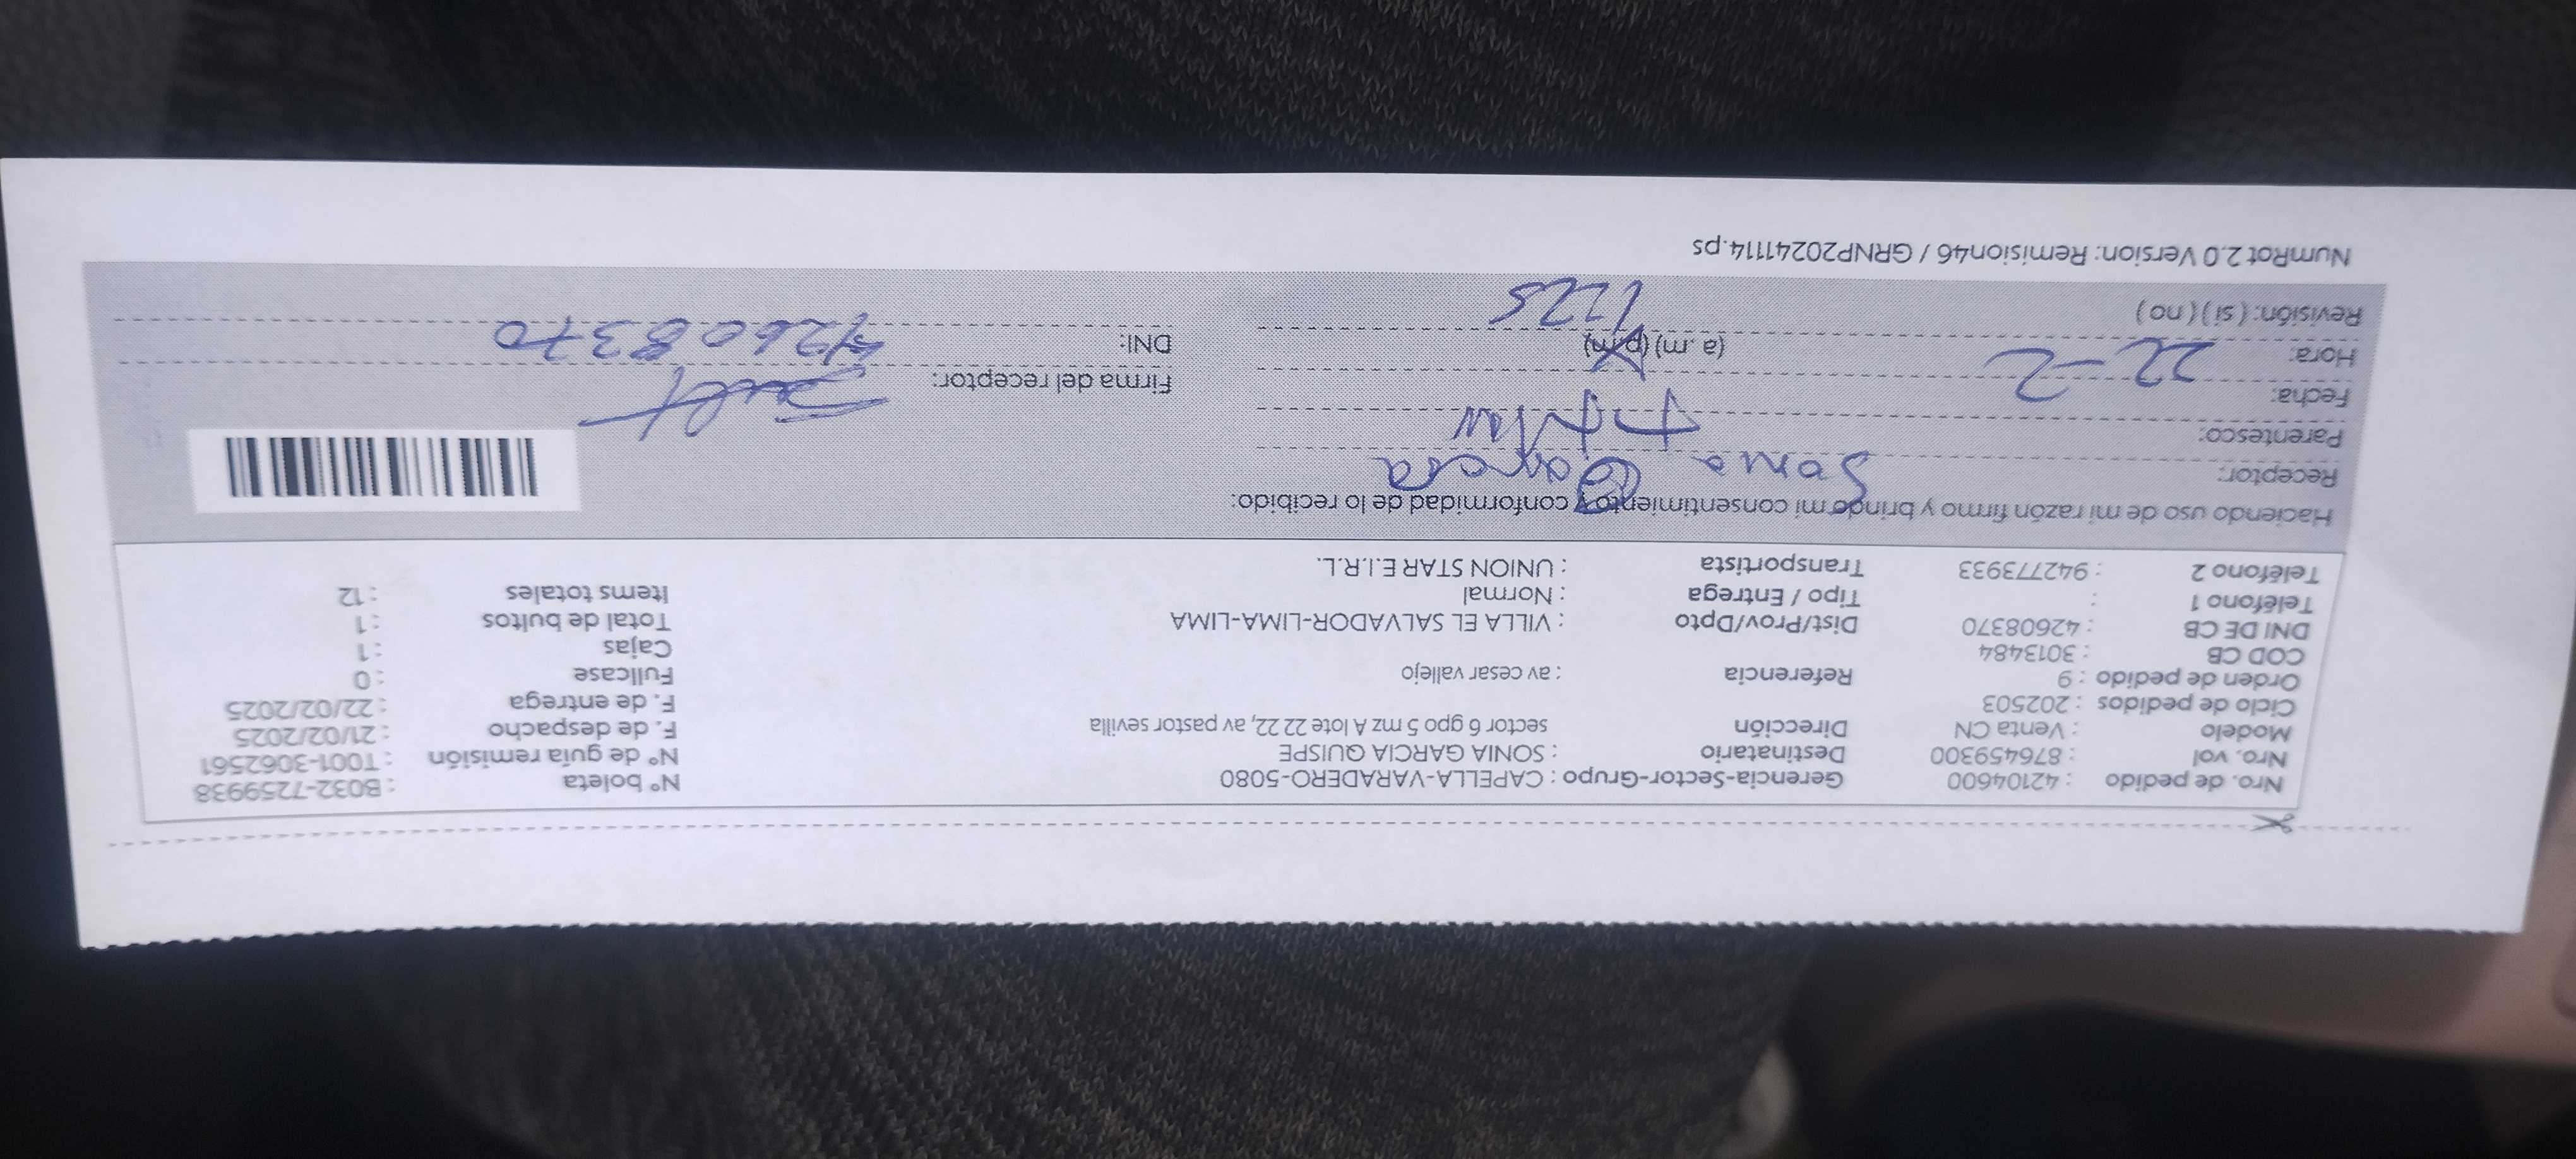 Nro. de pedido : 42104600 Gerencia-Sector-Grupo : CAPELLA-VARADERO-5080 N° boleta : B032-7259938
Nro. vol : 876459300 Destinatario : SONIA GARCIA QUISPE N° de guía remisión : T001-3062561
Modelo : Venta CN Dirección sector 6 gpo 5 mz A lote 22 22, av pastor sevilla F. de despacho : 21/02/2025
Ciclo de pedidos : 202503 F. de entrega : 22/02/2025
Orden de pedido : 9 Referencia : av cesar vallejo Fullcase : 0
COD CB : 3013484 Cajas : 1
DNI DE CB : 42608370 Dist/Prov/Dpto : VILLA EL SALVADOR-LIMA-LIMA Total de bultos : 1
Teléfono 1 : Tipo / Entrega : Normal Items totales : 12
Teléfono 2 : 942773933 Transportista : UNION STAR E.I.R.L.
Haciendo uso de mi razón firmo y brindo mi consentimiento y conformidad de lo recibido:
Receptor: Sonia Garcia
Parentesco:
Fecha: 22-2 Firma del receptor:
Hora: (a.m) (p.m) 1225 DNI: 42608370
Revisión: ( si ) ( no )
NumRot 2.0 Version: Remision46 / GRNP20241114.ps